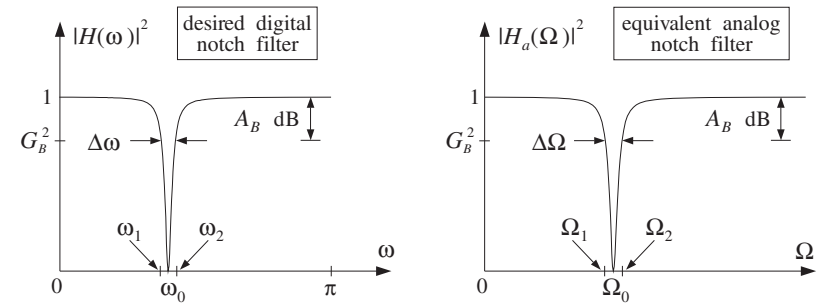 |H(ω)|²
desired digital
notch filter
1
A_B dB
G_B²
Δω
ω₁
ω₂
ω
0
ω₀
π
|Hₐ(Ω)|²
equivalent analog
notch filter
1
A_B dB
G_B²
ΔΩ
Ω₁
Ω₂
Ω
0
Ω₀